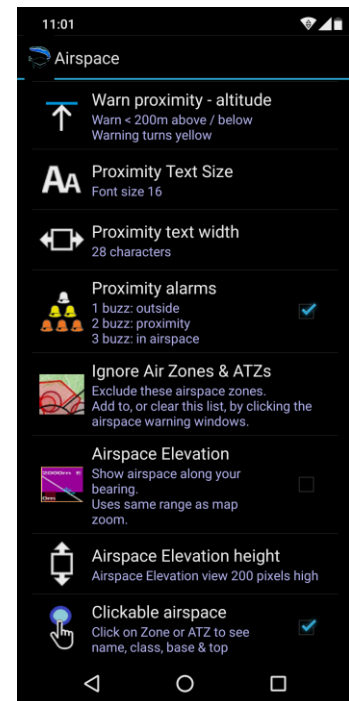 11:01
Airspace
Warn proximity - altitude
Warn < 200m above / below
Warning turns yellow
AA
Proximity Text Size
Font size 16
Proximity text width
28 characters
Proximity alarms
1 buzz: outside
2 buzz: proximity
3 buzz: in airspace
Ignore Air Zones & ATZs
Exclude these airspace zones.
Add to, or clear this list, by clicking the
airspace warning windows.
Airspace Elevation
Show airspace along your
bearing.
Uses same range as map
zoom.
Airspace Elevation height
Airspace Elevation view 200 pixels high
Clickable airspace
Click on Zone or ATZ to see
name, class, base & top